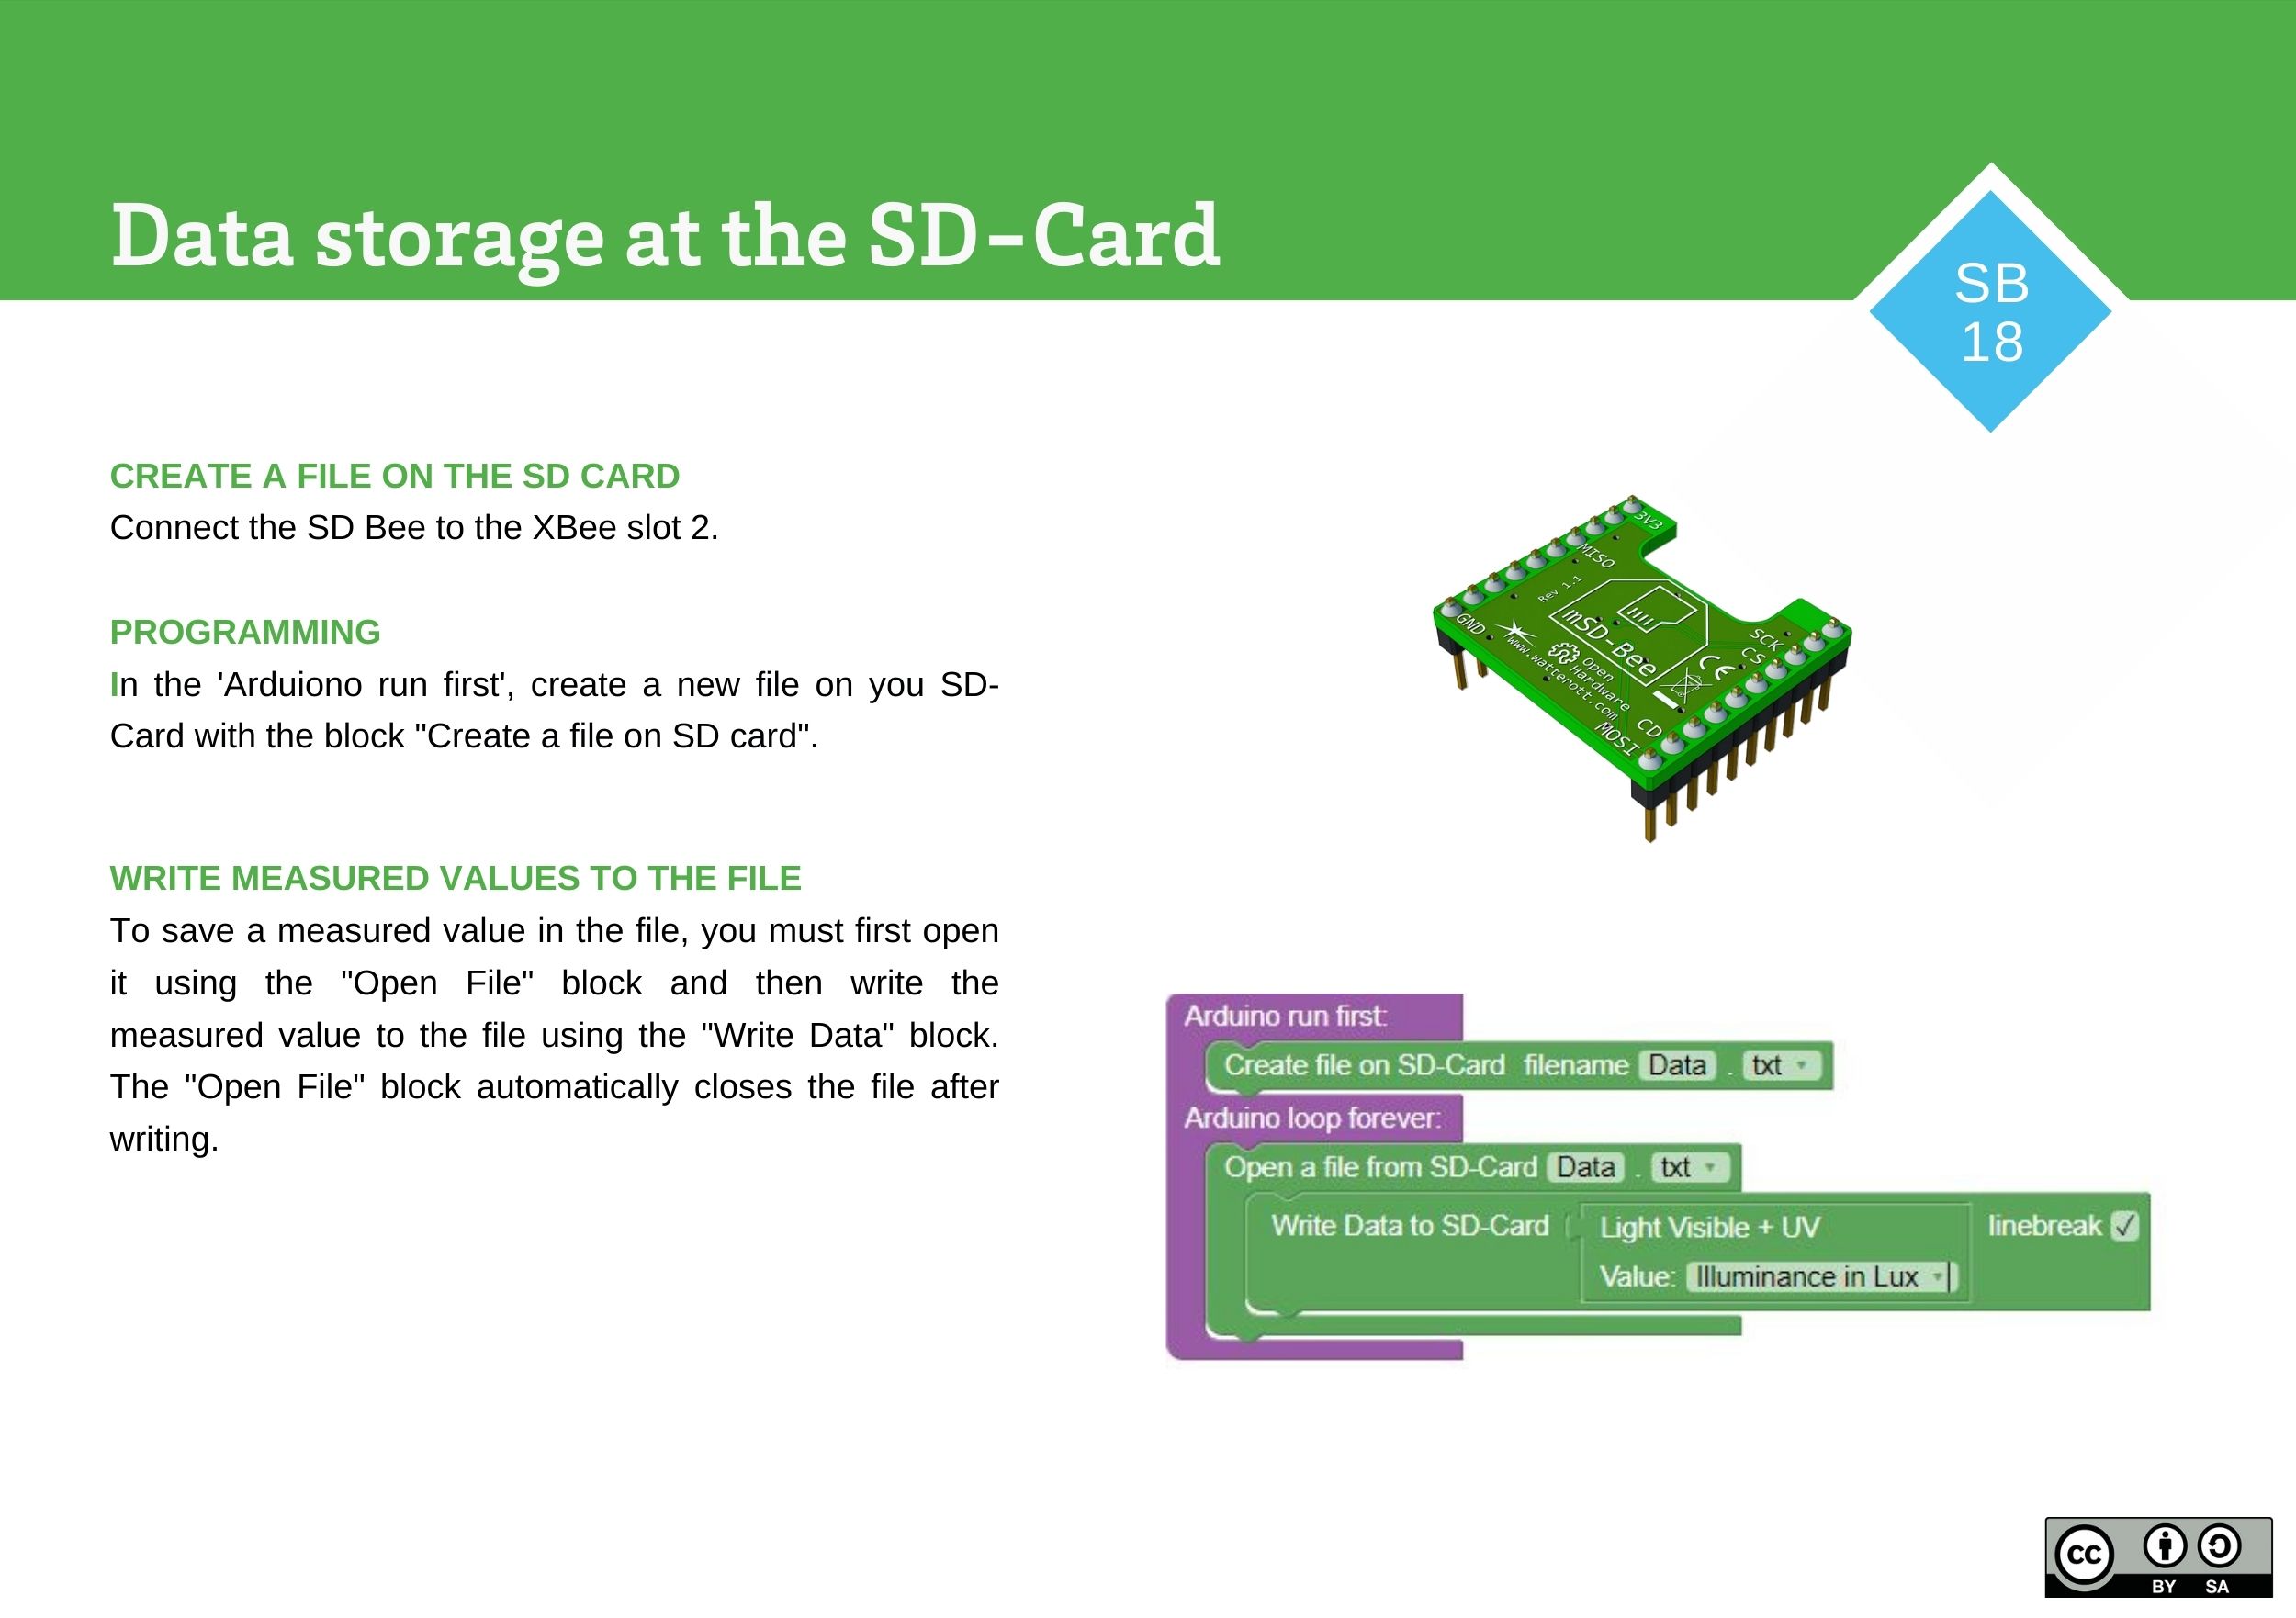 Data storage at the SD-Card
SB
18
CREATE A FILE ON THE SD CARD
Connect the SD Bee to the XBee slot 2.
PROGRAMMING
In the 'Arduiono run first', create a new file on you SD-
Card with the block "Create a file on SD card".
WRITE MEASURED VALUES TO THE FILE
To save a measured value in the file, you must first open
it using the "Open File" block and then write the
measured value to the file using the "Write Data" block.
The "Open File" block automatically closes the file after
writing.
3V3
MISO
Rev 1.1
GND
mSD-Bee
www.watterott.com
Open
Hardware
CE
SCK
CS
CD
MOSI
Arduino run first:
Create file on SD-Card filename Data . txt
Arduino loop forever:
Open a file from SD-Card Data . txt
Write Data to SD-Card Light Visible + UV linebreak ✓
Value: Illuminance in Lux
cc
BY SA